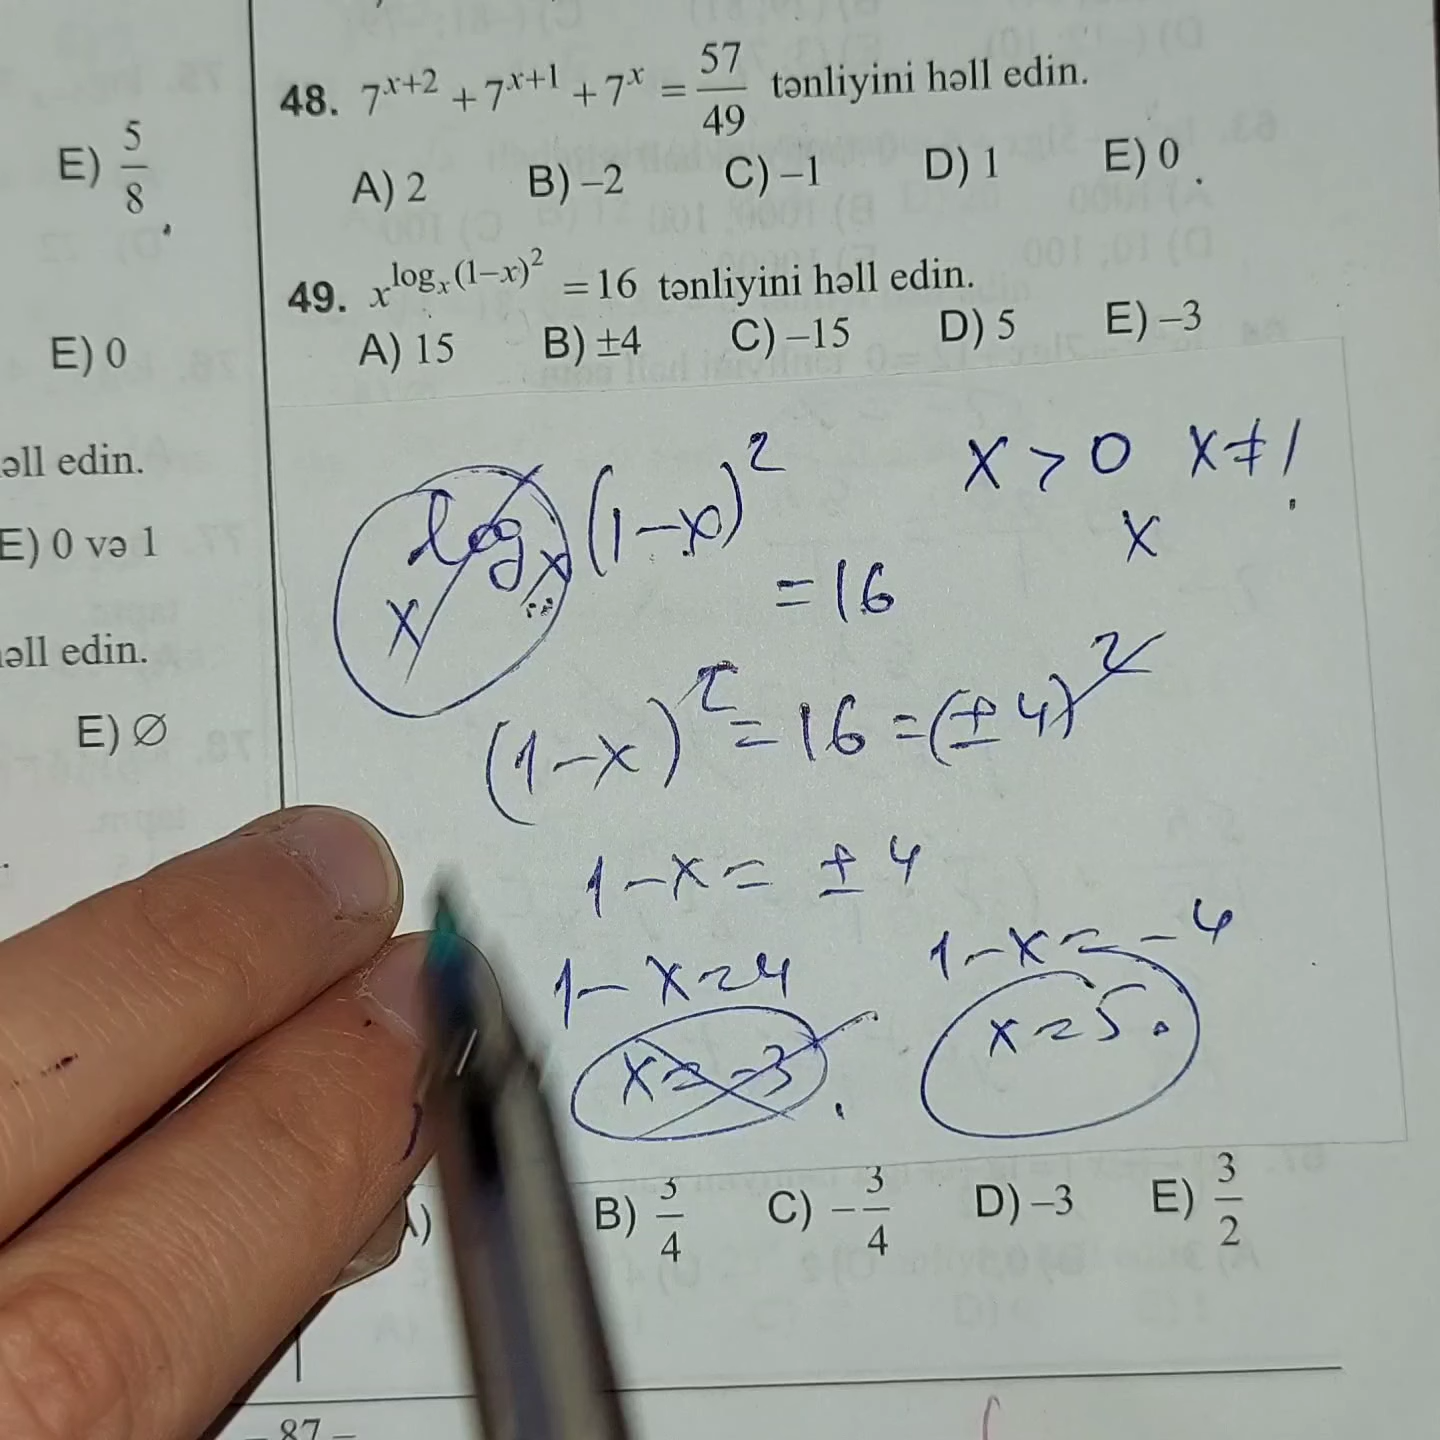 E) 5/8
E) 0
əll edin.
E) 0 və 1
əll edin.
E) ∅
48. 7^{x+2} + 7^{x+1} + 7^x = 57/49 tənliyini həll edin.
A) 2 B) –2 C) –1 D) 1 E) 0
49. x^{log_x(1–x)^2} = 16 tənliyini həll edin.
A) 15 B) ±4 C) –15 D) 5 E) –3
x^{log_x(1–x)^2} = 16
x > 0 x ≠ 1
x
(1–x)^2 = 16 = (±4)^2
1–x = ±4
1–x=4 1–x=–4
x=–3 x=5.
B) 3/4 C) –3/4 D) –3 E) 3/2
– 87 –